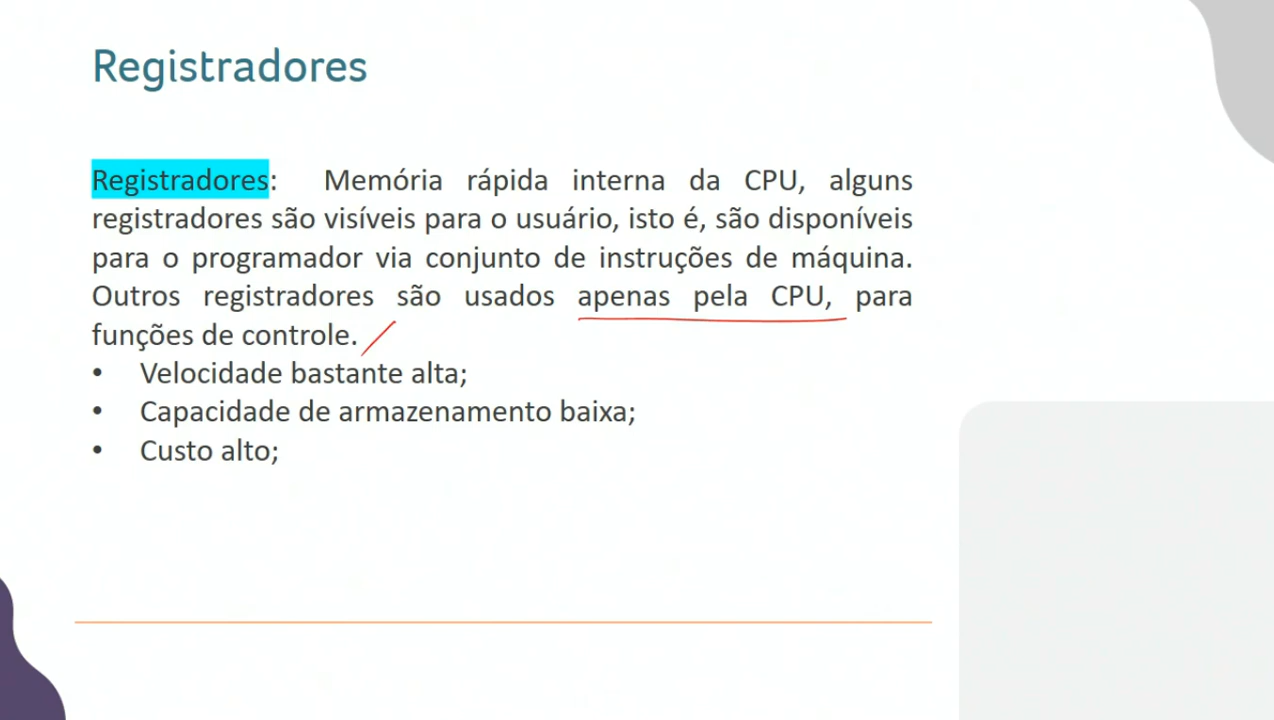 Registradores
Registradores: Memória rápida interna da CPU, alguns
registradores são visíveis para o usuário, isto é, são disponíveis
para o programador via conjunto de instruções de máquina.
Outros registradores são usados apenas pela CPU, para
funções de controle.
• Velocidade bastante alta;
• Capacidade de armazenamento baixa;
• Custo alto;